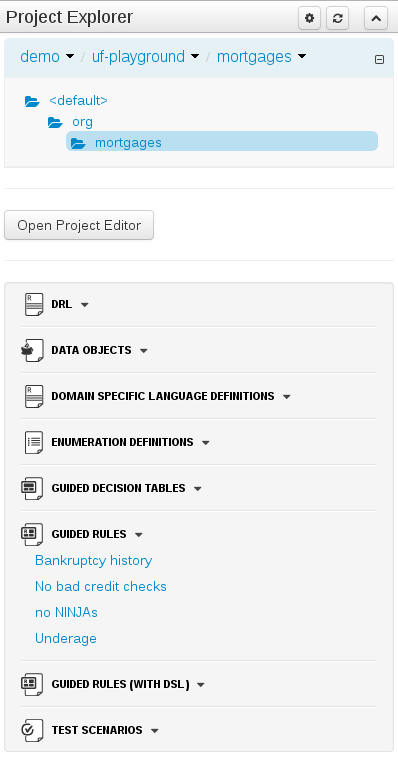 Project Explorer
demo / uf-playground / mortgages
<default>
org
mortgages
Open Project Editor
DRL
DATA OBJECTS
DOMAIN SPECIFIC LANGUAGE DEFINITIONS
ENUMERATION DEFINITIONS
GUIDED DECISION TABLES
GUIDED RULES
Bankruptcy history
No bad credit checks
no NINJAs
Underage
GUIDED RULES (WITH DSL)
TEST SCENARIOS